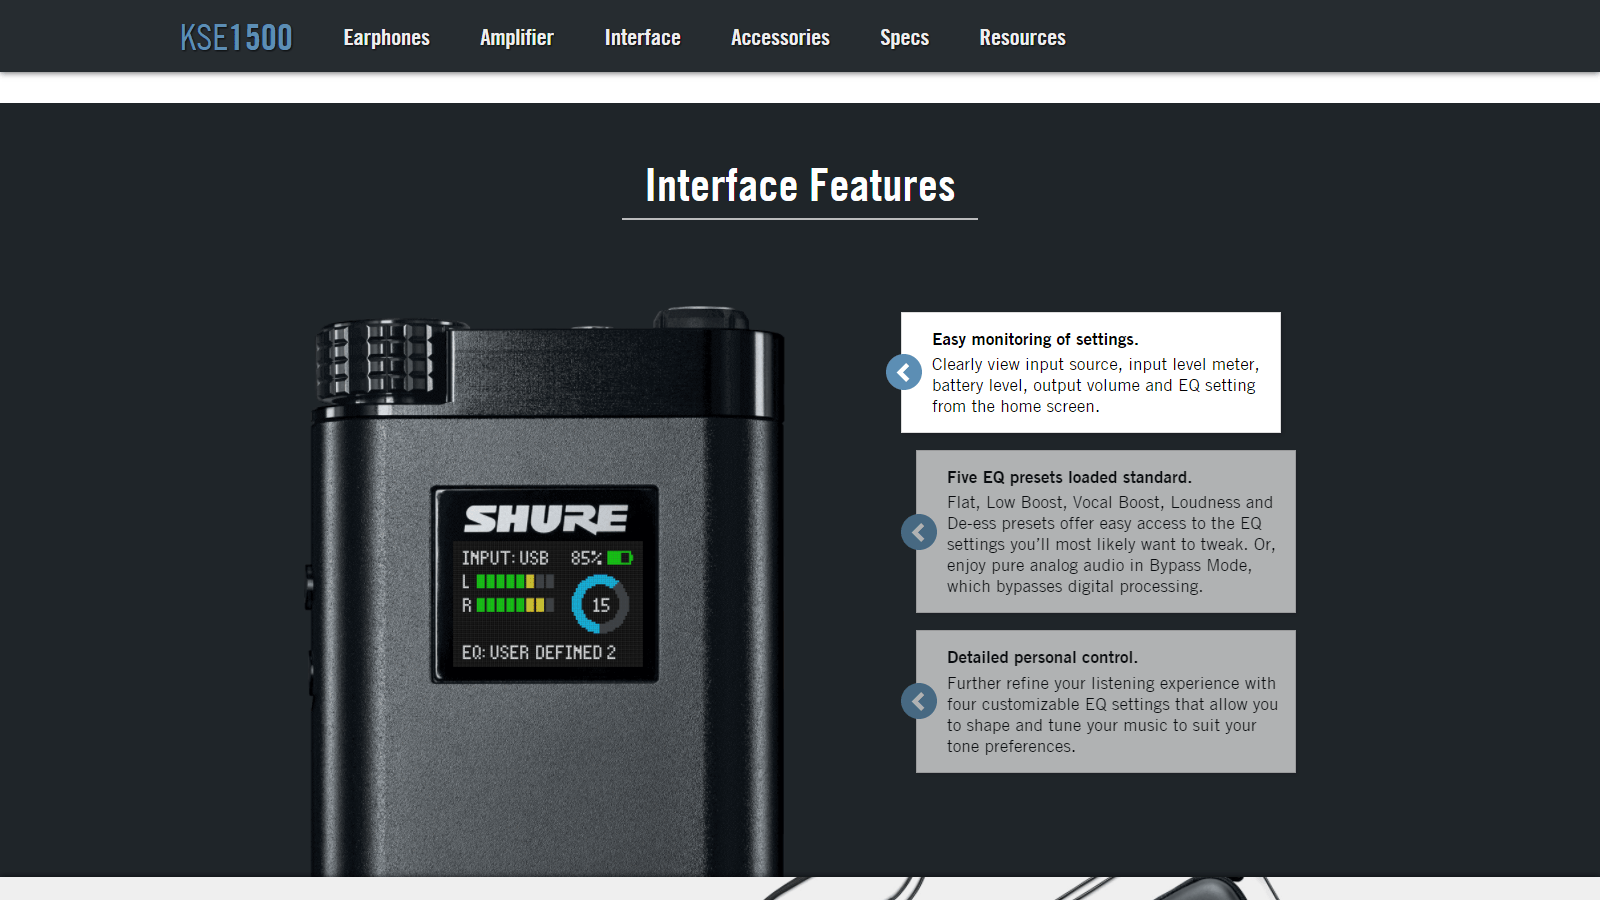 KSE1500 Earphones Amplifier Interface Accessories Specs Resources
Interface Features
SHURE
INPUT: USB 85%
L
R 15
EQ: USER DEFINED 2
Easy monitoring of settings.
Clearly view input source, input level meter,
battery level, output volume and EQ setting
from the home screen.
Five EQ presets loaded standard.
Flat, Low Boost, Vocal Boost, Loudness and
De-ess presets offer easy access to the EQ
settings you’ll most likely want to tweak. Or,
enjoy pure analog audio in Bypass Mode,
which bypasses digital processing.
Detailed personal control.
Further refine your listening experience with
four customizable EQ settings that allow you
to shape and tune your music to suit your
tone preferences.